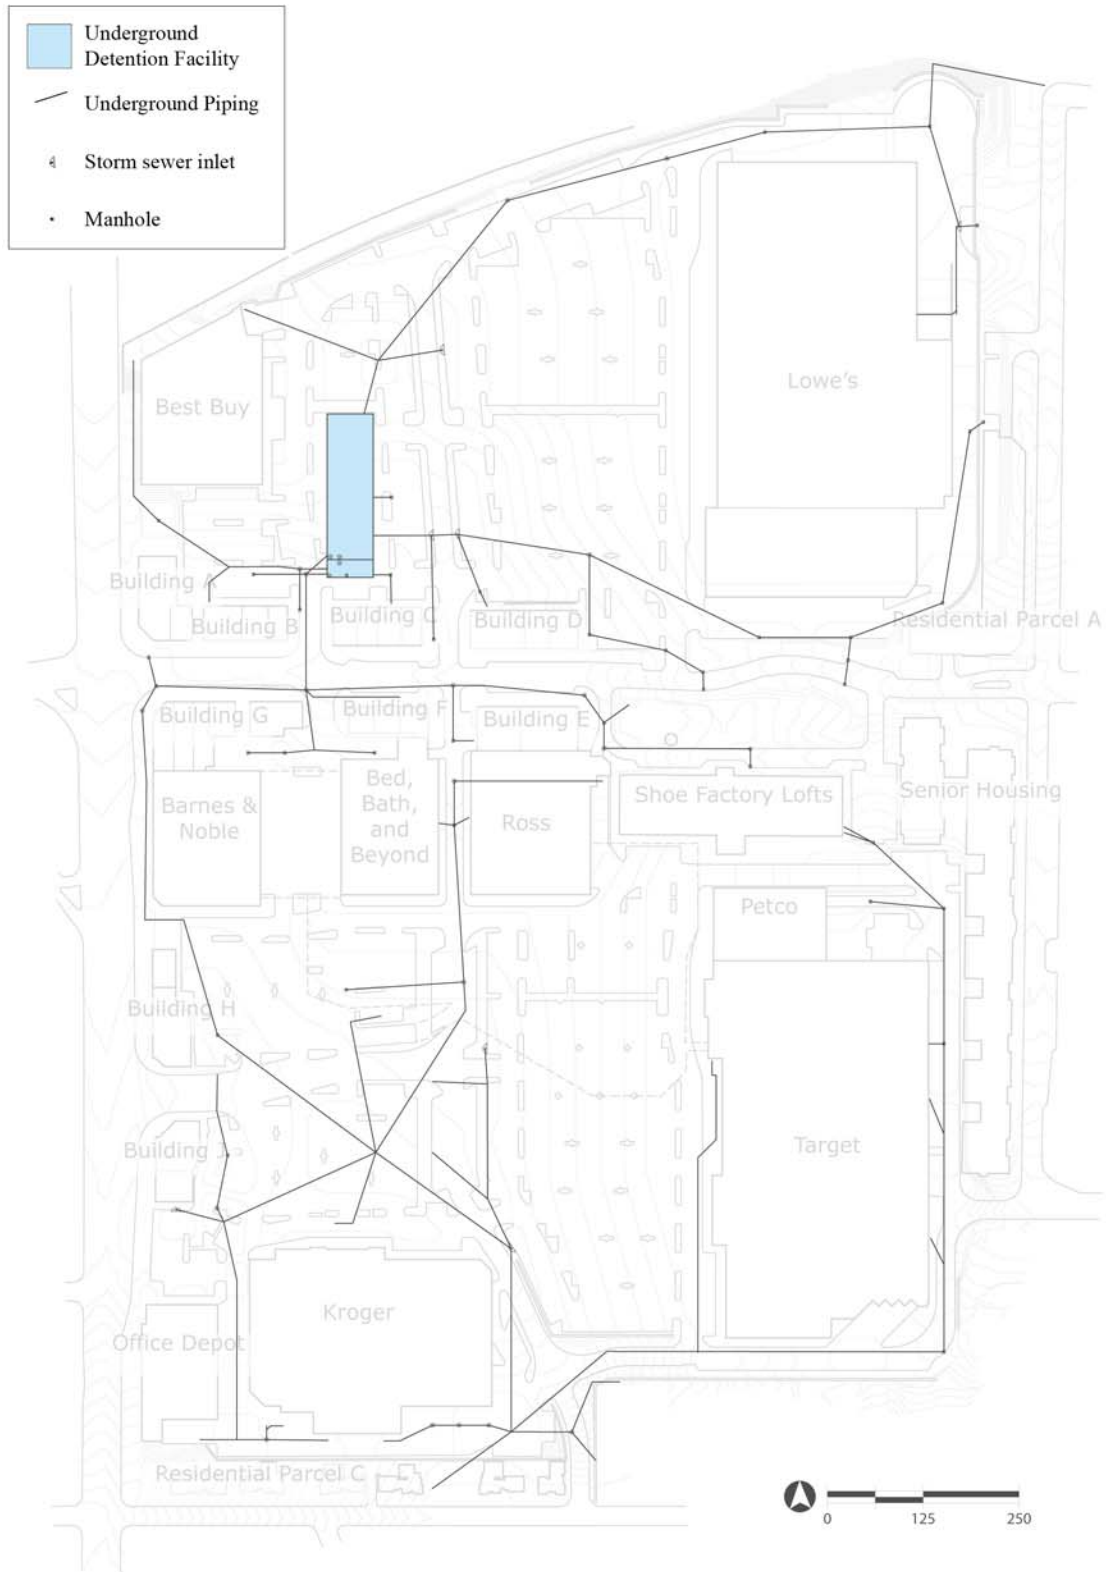 Underground
Detention Facility
Underground Piping
Storm sewer inlet
Manhole
Best Buy
Lowe's
Building A
Building B
Building C
Building D
Residential Parcel A
Building G
Building F
Building E
Barnes &
Noble
Bed,
Bath,
and
Beyond
Ross
Shoe Factory Lofts
Senior Housing
Petco
Building H
Building J
Target
Kroger
Office Depot
Residential Parcel C
0
125
250